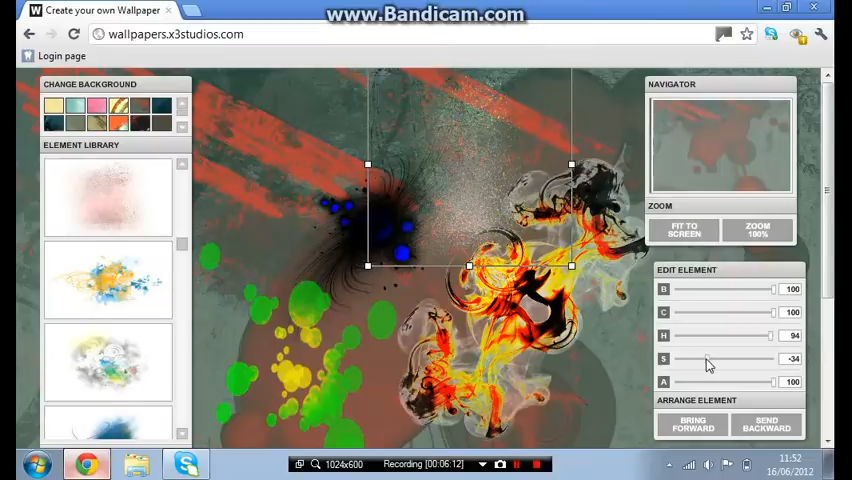 Create your own Wallpaper
www.Bandicam.com
wallpapers.x3studios.com
Login page
CHANGE BACKGROUND
ELEMENT LIBRARY
NAVIGATOR
ZOOM
FIT TO
SCREEN
ZOOM
100%
EDIT ELEMENT
B 100
C 100
H 94
S -34
A 100
ARRANGE ELEMENT
BRING
FORWARD
SEND
BACKWARD
1024x600
Recording [00:06:12]
11:52
16/06/2012